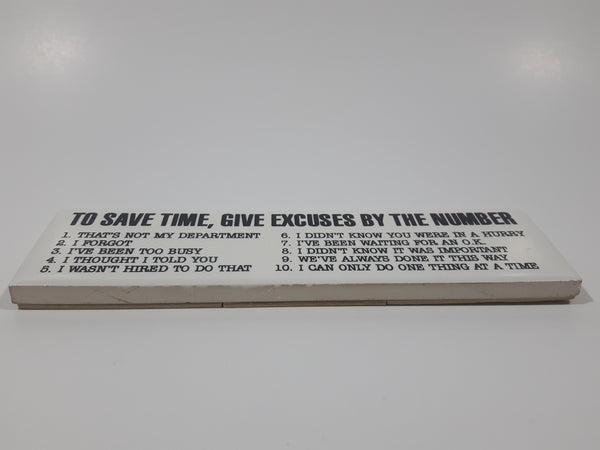 TO SAVE TIME, GIVE EXCUSES BY THE NUMBER
1. THAT'S NOT MY DEPARTMENT
2. I FORGOT
3. I'VE BEEN TOO BUSY
4. I THOUGHT I TOLD YOU
5. I WASN'T HIRED TO DO THAT
6. I DIDN'T KNOW YOU WERE IN A HURRY
7. I'VE BEEN WAITING FOR AN O.K.
8. I DIDN'T KNOW IT WAS IMPORTANT
9. WE'VE ALWAYS DONE IT THIS WAY
10. I CAN ONLY DO ONE THING AT A TIME